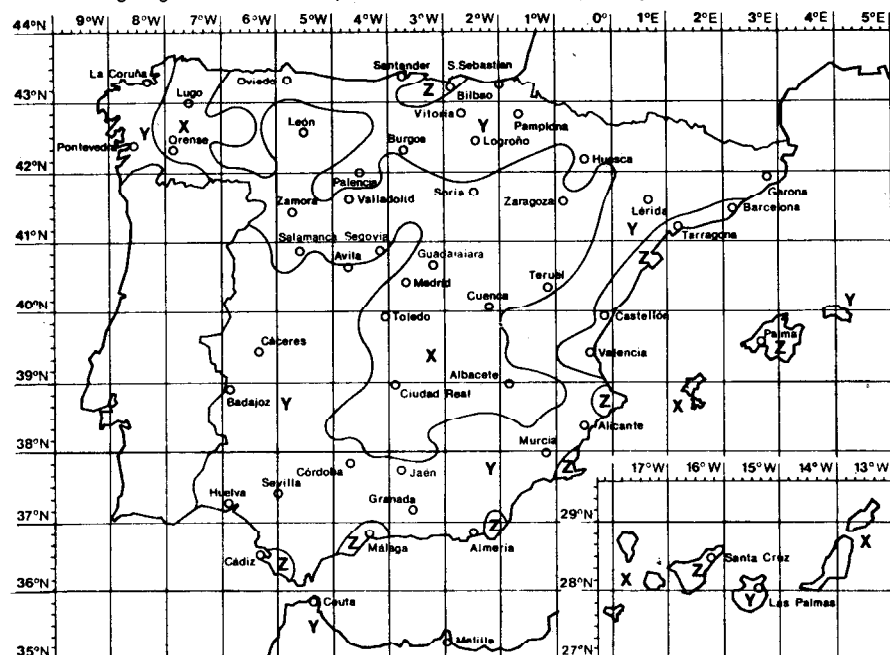 9°W 8°W 7°W 6°W 5°W 4°W 3°W 2°W 1°W 0° 1°E 2°E 3°E 4°E 5°E
44°N
La Coruña
Lugo
Oviedo
Santander
S.Sebastian
Z
Bilbao
43°N
Vitoria
Pamplona
León
X
Y
Y
Orense
Pontevedra
Burgos
Logroño
Huesca
42°N
Palencia
Gerona
Zamora
Valladolid
Soria
Zaragoza
Lérida
Barcelona
Y
Tarragona
41°N
Salamanca
Segovia
Avila
Guadalajara
Z
Madrid
Teruel
Y
40°N
Cuenca
Toledo
Castellón
Palma
Z
Cáceres
X
Valencia
39°N
Albacete
Badajoz
Ciudad Real
Y
Z
X
Alicante
38°N
Murcia
Z
Córdoba
Jaén
Y
17°W 16°W 15°W 14°W 13°W
Huelva
Sevilla
Granada
37°N
Z
29°N
Z
Málaga
Almeria
Cádiz
Z
Santa Cruz
X
Z
X
36°N
28°N
Ceuta
Y
Las Palmas
Y
Melilla
35°N
27°N